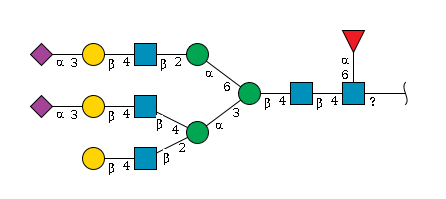 α
6
α 3 β 4 β 2
α
6
β 4 β 4 ?
α 3 β 4 β 4 α 3
β 4 β 2